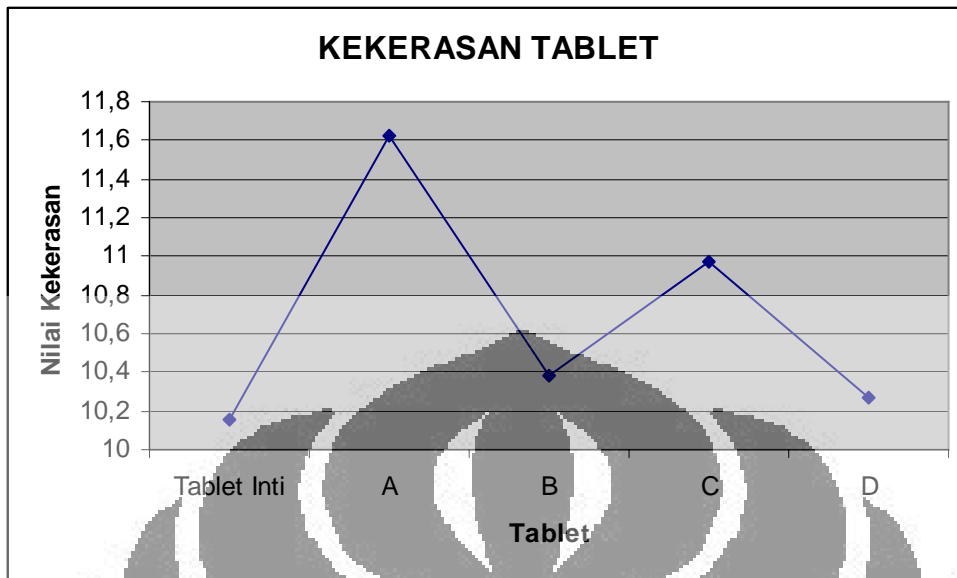 KEKERASAN TABLET
11,8
11,6
11,4
11,2
11
10,8
10,6
10,4
10,2
10
Nilai Kekerasan
Tablet Inti A B C D
Tablet